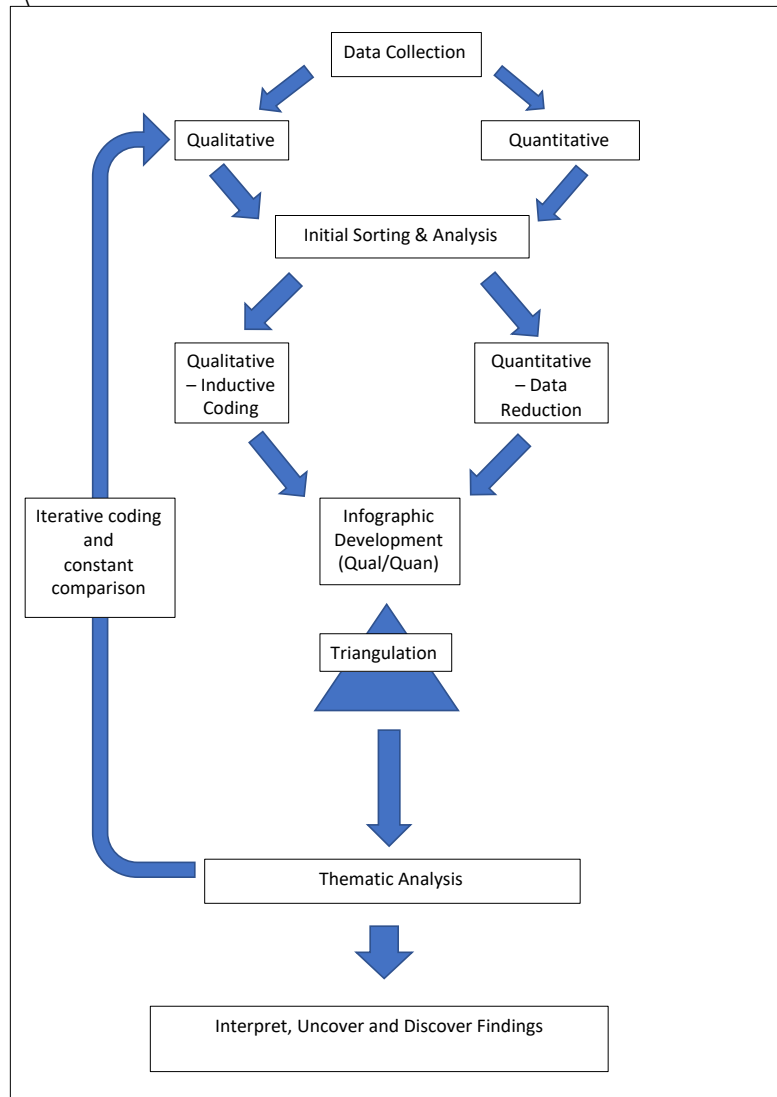 Data Collection
Qualitative
Quantitative
Initial Sorting & Analysis
Qualitative
– Inductive
Coding
Quantitative
– Data
Reduction
Iterative coding
and
constant
comparison
Infographic
Development
(Qual/Quan)
Triangulation
Thematic Analysis
Interpret, Uncover and Discover Findings